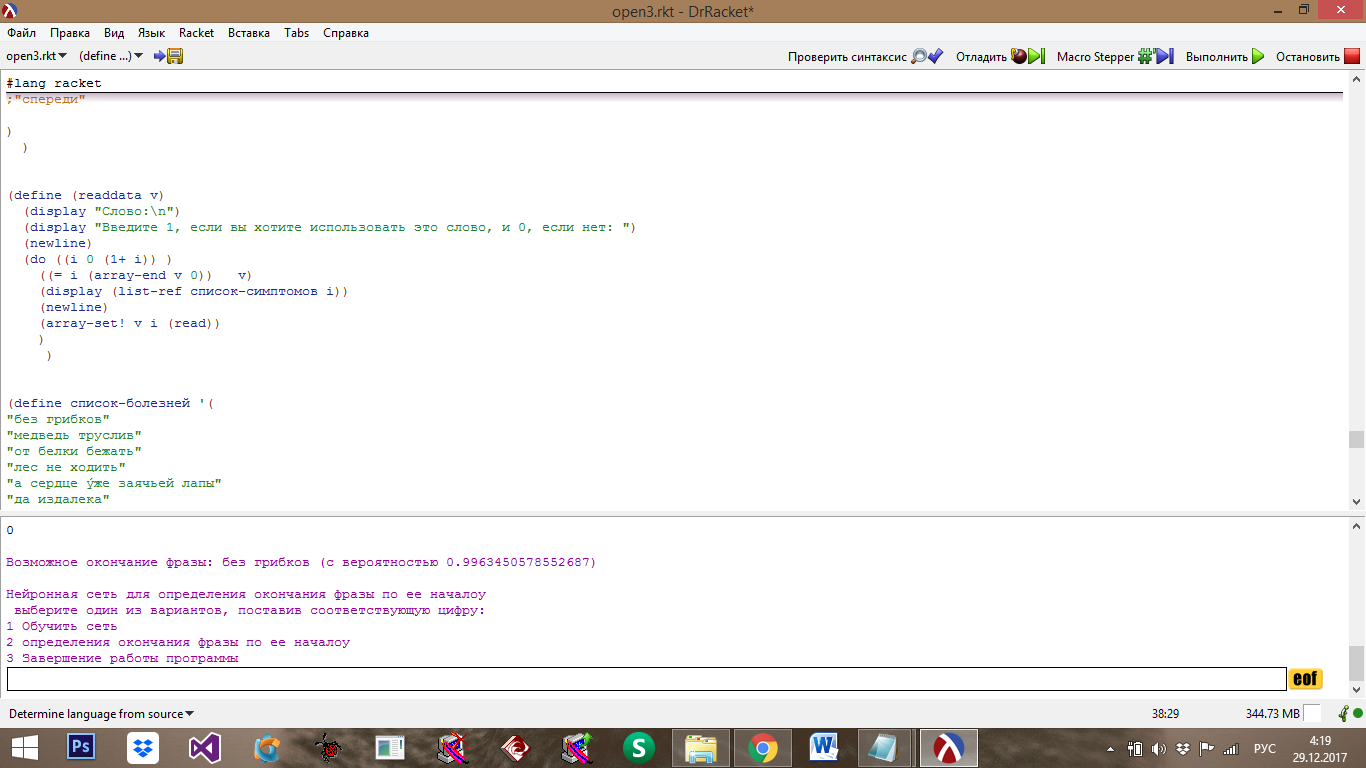 open3.rkt - DrRacket*
Файл Правка Вид Язык Racket Вставка Tabs Справка
open3.rkt (define ...) Проверить синтаксис Отладить Macro Stepper Выполнить Остановить
#lang racket
;"спереди"
)
)
(define (readdata v)
(display "Слово:\n")
(display "Введите 1, если вы хотите использовать это слово, и 0, если нет: ")
(newline)
(do ((i 0 (1+ i)) )
((= i (array-end v 0)) v)
(display (list-ref список-симптомов i))
(newline)
(array-set! v i (read))
)
)
(define список-болезней '(
"без грибков"
"медведь труслив"
"от белки бежать"
"лес не ходить"
"а сердце у́же заячьей лапы"
"да издалека"
0
Возможное окончание фразы: без грибков (с вероятностью 0.9963450578552687)
Нейронная сеть для определения окончания фразы по ее началоу
выберите один из вариантов, поставив соответствующую цифру:
1 Обучить сеть
2 определения окончания фразы по ее началоу
3 Завершение работы программы
eof
Determine language from source 38:29 344.73 MB
Ps S W РУС 4:19
29.12.2017